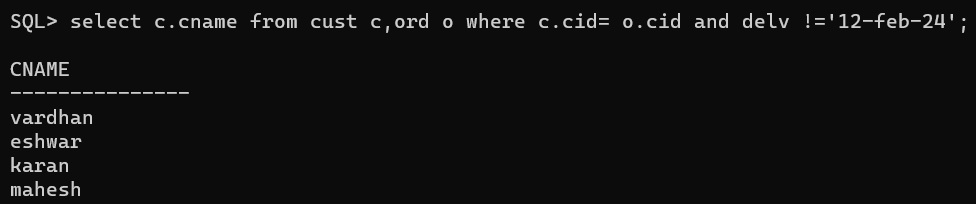 SQL> select c.cname from cust c,ord o where c.cid= o.cid and delv !='12-feb-24';
CNAME
---------------
vardhan
eshwar
karan
mahesh